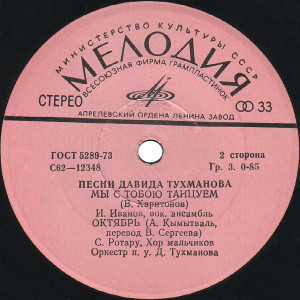 МИНИСТЕРСТВО КУЛЬТУРЫ СССР
МЕЛОДИЯ
ВСЕСОЮЗНАЯ ФИРМА ГРАМПЛАСТИНОК
СТЕРЕО
33
АПРЕЛЕВСКИЙ ОРДЕНА ЛЕНИНА ЗАВОД
ГОСТ 5289-73
2 сторона
С62—12348
Гр. 3. 0-85
ПЕСНИ ДАВИДА ТУХМАНОВА
МЫ С ТОБОЮ ТАНЦУЕМ
(В. Харитонов)
И. Иванов, вок. ансамбль
ОКТЯБРЬ (А. Кымытваль,
перевод В. Сергеева)
С. Ротару, Хор мальчиков
Оркестр п. у. Д. Тухманова